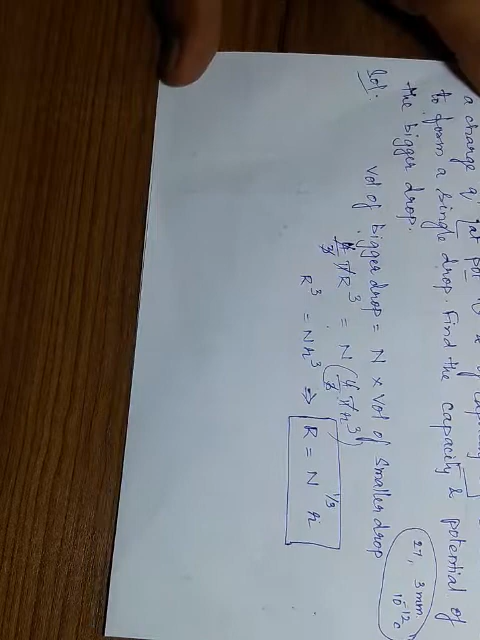 a charge q, at pot
to form a single drop. Find the capacity & potential of
the bigger drop.
27, 3mm
10⁻¹² c
Sol:. Vol of bigger drop = N x Vol of smaller drop
4/3 πR³ = N (4/3 πr³)
R³ = Nr³ ⇒ R = N^1/3 r